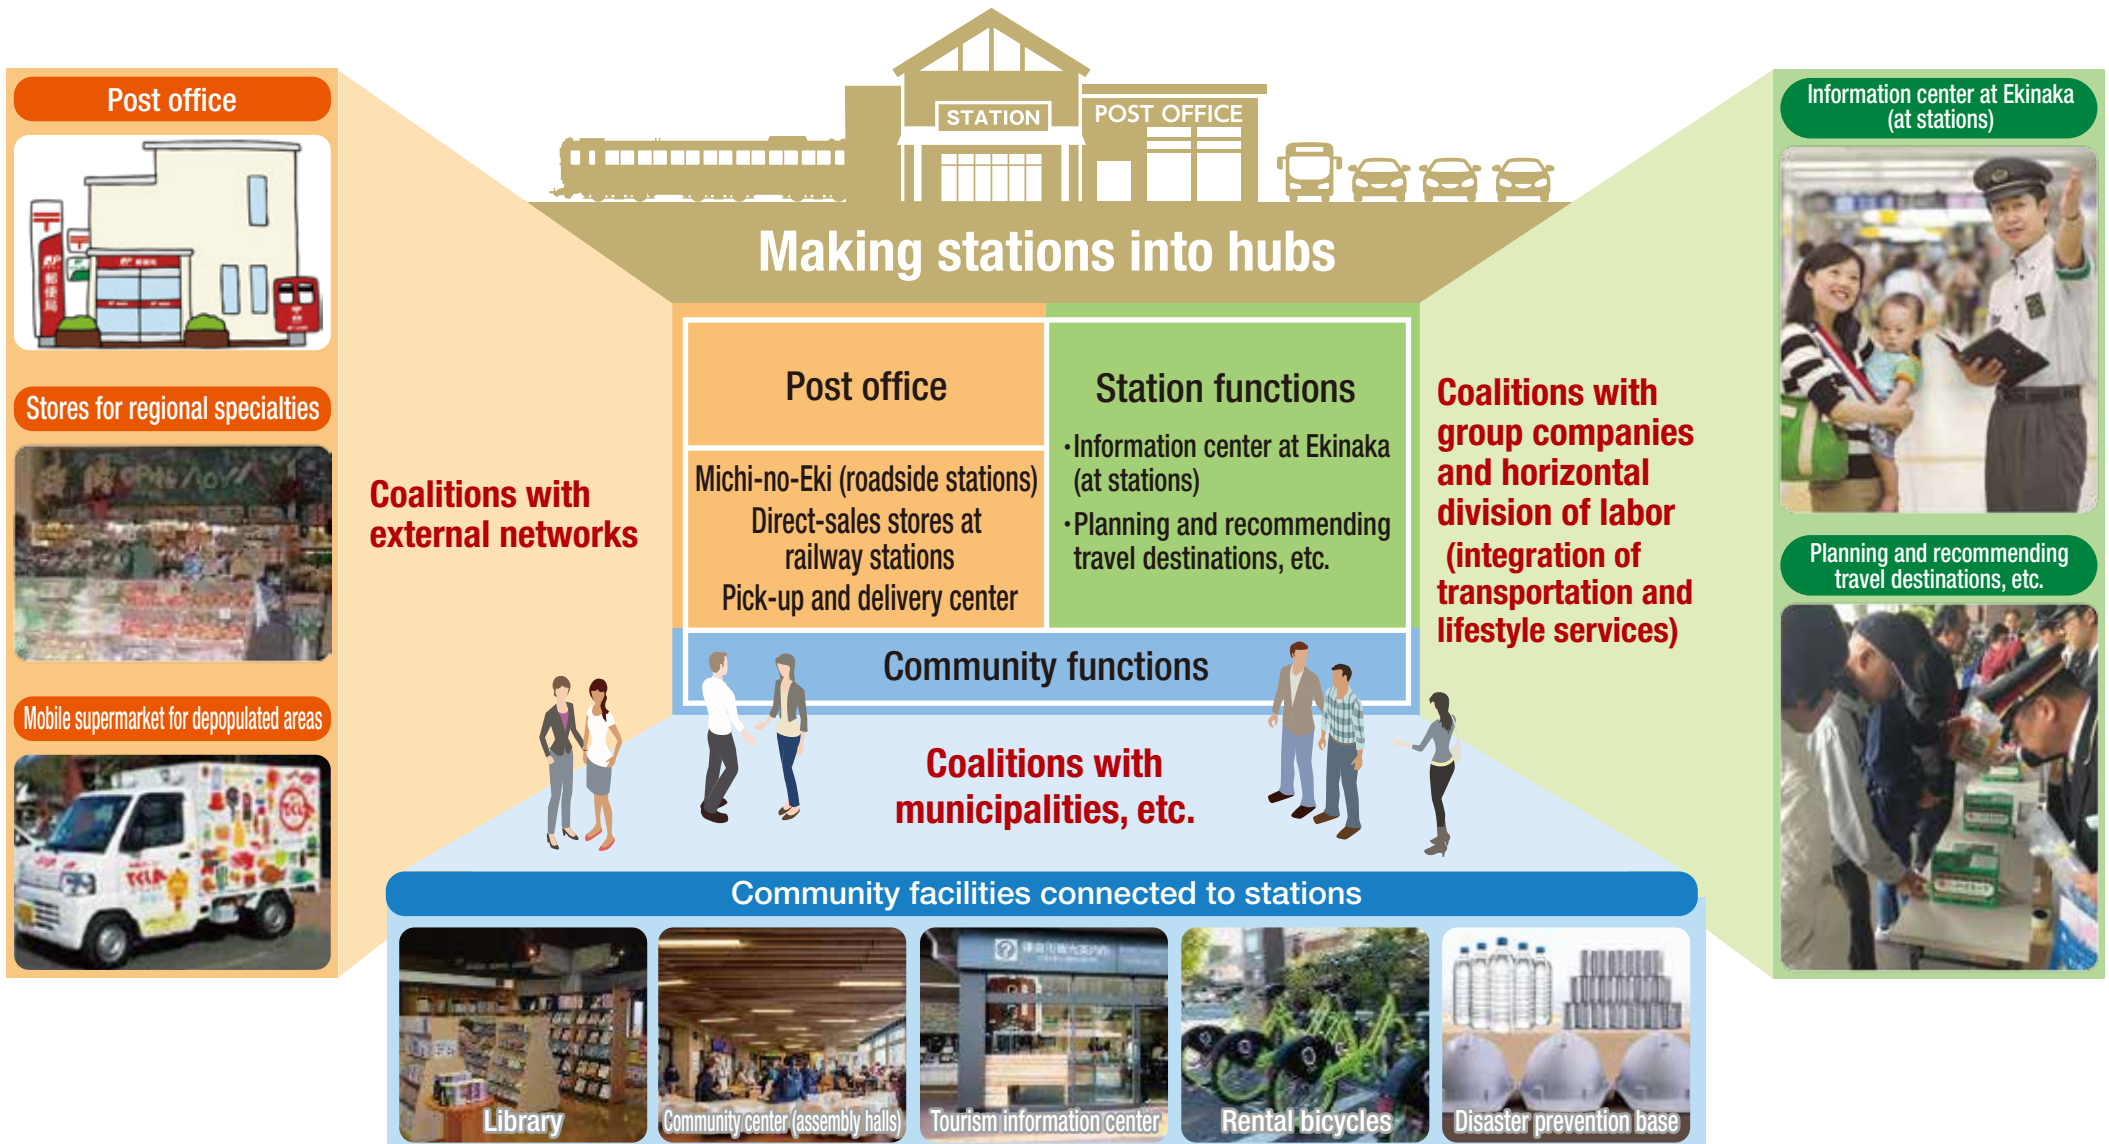 STATION
POST OFFICE
Making stations into hubs
Post office
郵便局
Stores for regional specialties
Mobile supermarket for depopulated areas
Coalitions with
external networks
Post office
Michi-no-Eki (roadside stations)
Direct-sales stores at
railway stations
Pick-up and delivery center
Station functions
・Information center at Ekinaka
(at stations)
・Planning and recommending
travel destinations, etc.
Community functions
Coalitions with
group companies
and horizontal
division of labor
(integration of
transportation and
lifestyle services)
Information center at Ekinaka
(at stations)
Planning and recommending
travel destinations, etc.
Coalitions with
municipalities, etc.
Community facilities connected to stations
Library
Community center (assembly halls)
Tourism information center
Rental bicycles
Disaster prevention base